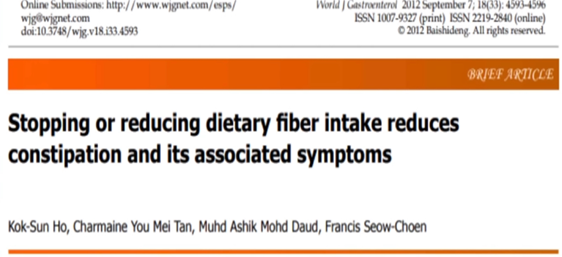 Online Submissions: http://www.wjgnet.com/esps/
wjg@wjgnet.com
doi:10.3748/wjg.v18.i33.4593
World J Gastroenterol 2012 September 7; 18(33): 4593-4596
ISSN 1007-9327 (print) ISSN 2219-2840 (online)
© 2012 Baishideng. All rights reserved.
BRIEF ARTICLE
Stopping or reducing dietary fiber intake reduces
constipation and its associated symptoms
Kok-Sun Ho, Charmaine You Mei Tan, Muhd Ashik Mohd Daud, Francis Seow-Choen